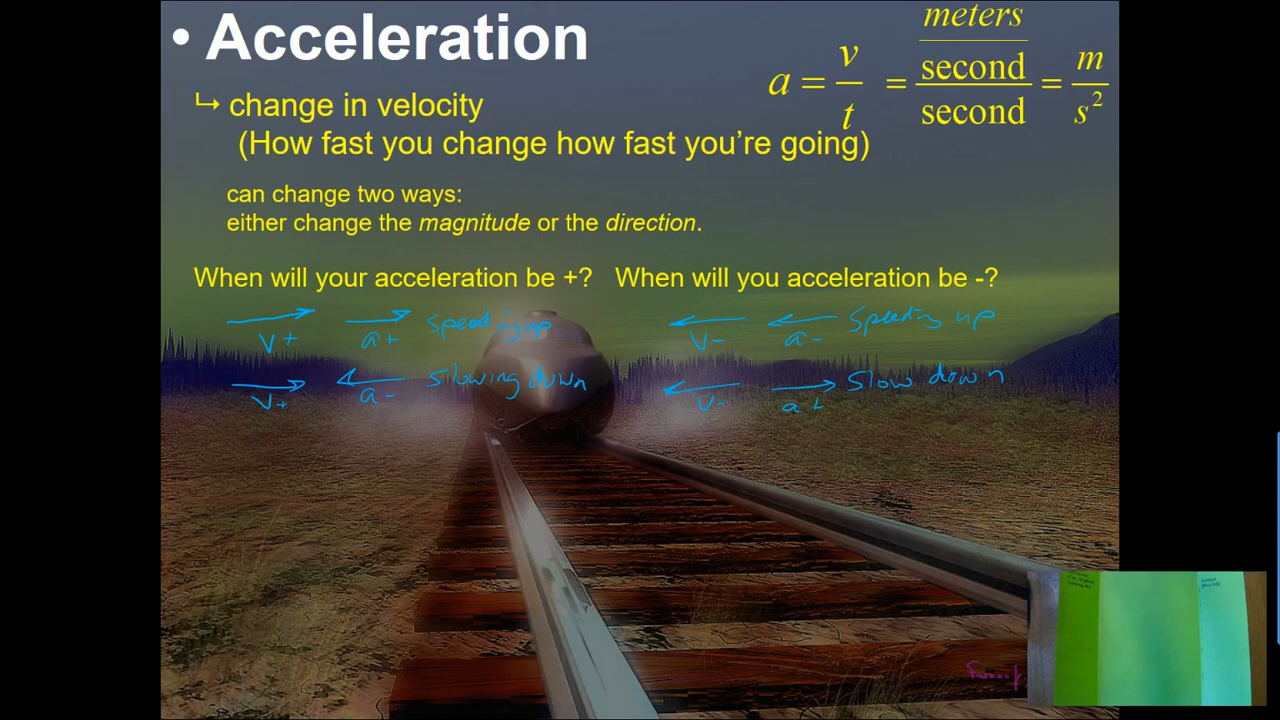 • Acceleration
a = v/t = meters/second/second = m/s²
↳ change in velocity
(How fast you change how fast you're going)
can change two ways:
either change the magnitude or the direction.
When will your acceleration be +? When will you acceleration be -?
v+ a+ speeding up
v- a- speeding up
v+ a- slowing down
v- a+ slow down